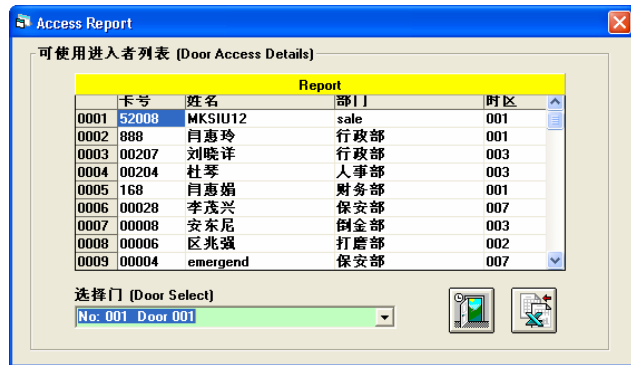 Access Report
可使用进入者列表 (Door Access Details)
Report
卡号 姓名 部门 时区
0001 52008 MKSIU12 sale 001
0002 888 闫惠玲 行政部 001
0003 00207 刘晓详 行政部 003
0004 00204 杜琴 人事部 003
0005 168 闫惠娟 财务部 001
0006 00028 李茂兴 保安部 007
0007 00008 安东尼 倒金部 003
0008 00006 区兆强 打磨部 002
0009 00004 emergend 保安部 007
选择门 (Door Select)
No: 001 Door 001